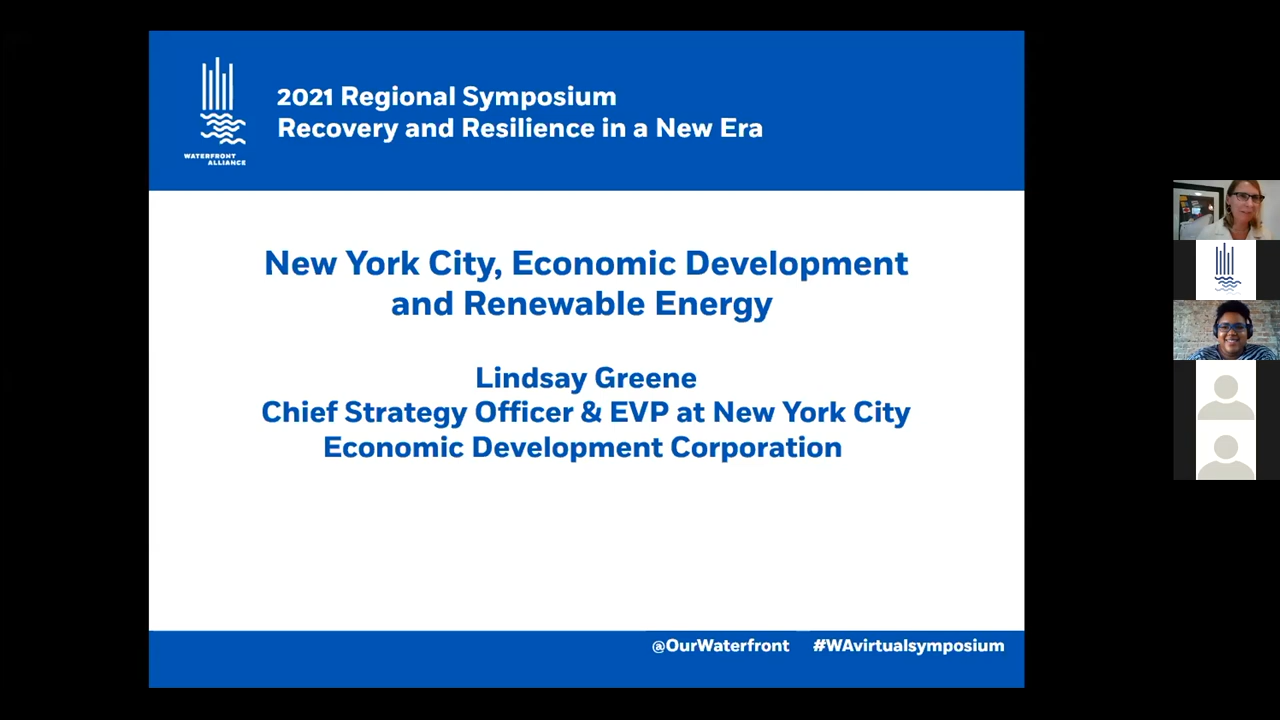 2021 Regional Symposium
Recovery and Resilience in a New Era
WATERFRONT
ALLIANCE
New York City, Economic Development
and Renewable Energy
Lindsay Greene
Chief Strategy Officer & EVP at New York City
Economic Development Corporation
@OurWaterfront #WAvirtualsymposium